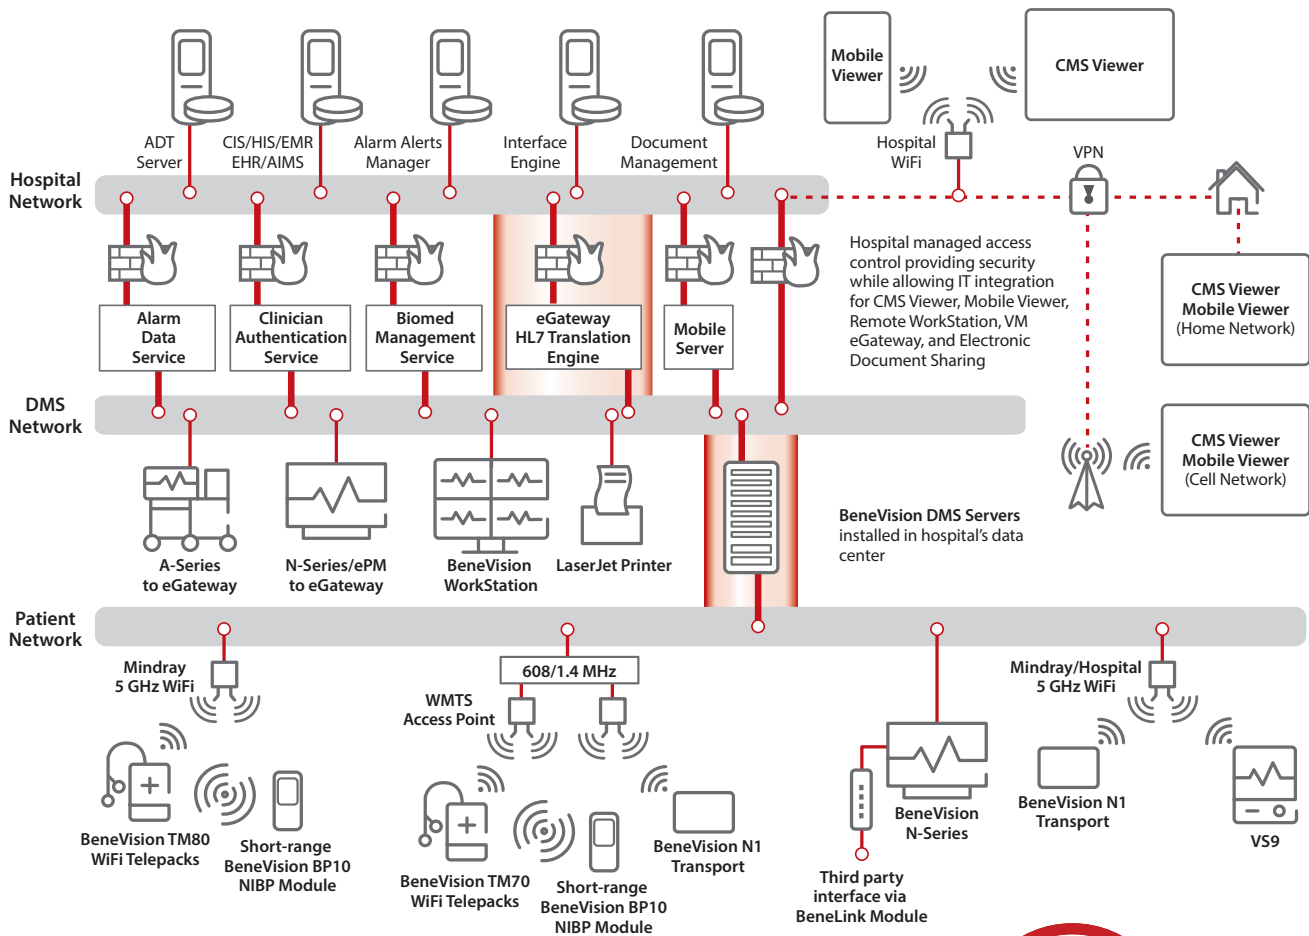 Mobile
Viewer
CMS Viewer
ADT
Server
CIS/HIS/EMR
EHR/AIMS
Alarm Alerts
Manager
Interface
Engine
Document
Management
Hospital
WiFi
VPN
Hospital
Network
Hospital managed access
control providing security
while allowing IT integration
for CMS Viewer, Mobile Viewer,
Remote WorkStation, VM
eGateway, and Electronic
Document Sharing
CMS Viewer
Mobile Viewer
(Home Network)
Alarm
Data
Service
Clinician
Authentication
Service
Biomed
Management
Service
eGateway
HL7 Translation
Engine
Mobile
Server
DMS
Network
CMS Viewer
Mobile Viewer
(Cell Network)
A-Series
to eGateway
N-Series/ePM
to eGateway
BeneVision
WorkStation
LaserJet Printer
BeneVision DMS Servers
installed in hospital's data
center
Patient
Network
Mindray
5 GHz WiFi
608/1.4 MHz
WMTS
Access Point
Mindray/Hospital
5 GHz WiFi
BeneVision TM80
WiFi Telepacks
Short-range
BeneVision BP10
NIBP Module
BeneVision TM70
WiFi Telepacks
Short-range
BeneVision BP10
NIBP Module
BeneVision N1
Transport
BeneVision
N-Series
Third party
interface via
BeneLink Module
BeneVision N1
Transport
VS9